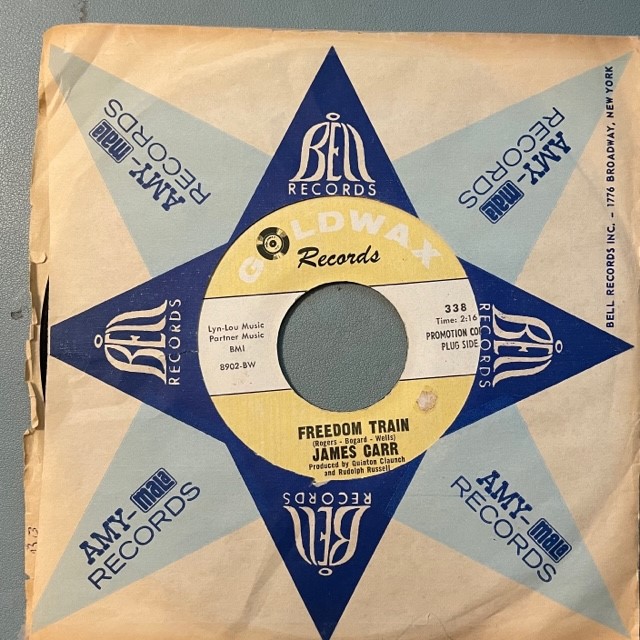 BELL
RECORDS
AMY-mala
RECORDS
AMY-mala
RECORDS
BELL RECORDS INC. - 1776 BROADWAY, NEW YORK
GOLDWAX
Records
338
Time: 2:16
PROMOTION CO
PLUG SIDE
Lyn-Lou Music
Partner Music
BMI
8902-BW
BELL
RECORDS
BELL
RECORDS
FREEDOM TRAIN
(Rogers - Bogard - Wells)
JAMES CARR
Produced by Quinton Claunch
and Rudolph Russell
BELL
RECORDS
AMY-mala
RECORDS
AMY-mala
RECORDS